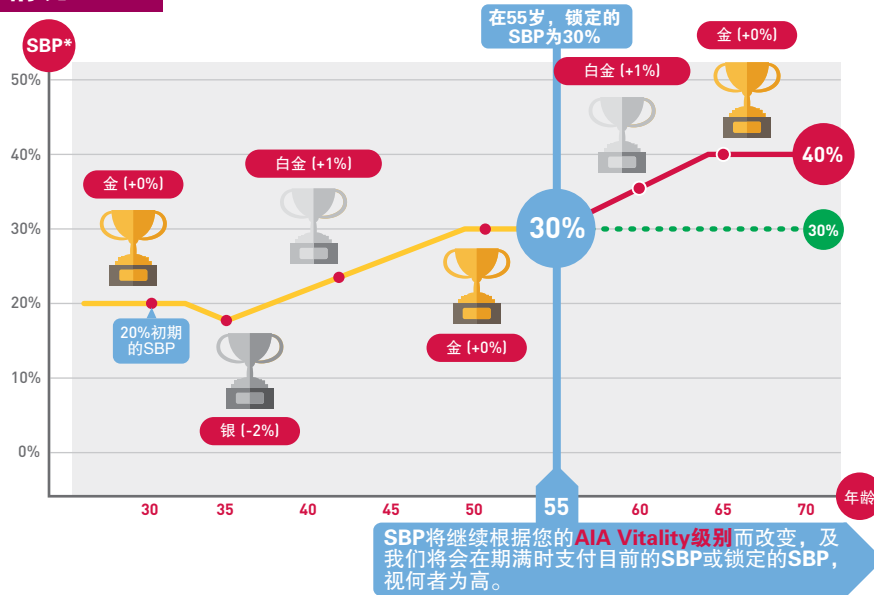 SBP*
50%
40%
30%
20%
10%
0%
在55岁，锁定的
SBP为30%
金 (+0%)
白金 (+1%)
金 (+0%)
白金 (+1%)
金 (+0%)
银 (-2%)
20%初期
的SBP
30%
40%
30%
30
35
40
45
50
55
60
65
70
年龄
SBP将继续根据您的AIA Vitality级别而改变，及
我们将会在期满时支付目前的SBP或锁定的SBP，
视何者为高。